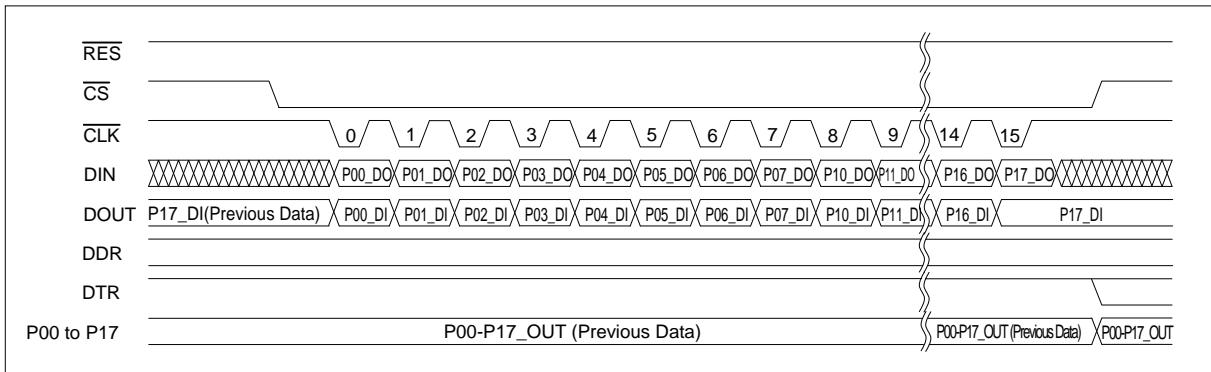 RES
CS
CLK 0 1 2 3 4 5 6 7 8 9 14 15
DIN P00_DO P01_DO P02_DO P03_DO P04_DO P05_DO P06_DO P07_DO P10_DO P11_DO P16_DO P17_DO
DOUT P17_DI(Previous Data) P00_DI P01_DI P02_DI P03_DI P04_DI P05_DI P06_DI P07_DI P10_DI P11_DI P16_DI P17_DI
DDR
DTR
P00 to P17 P00-P17_OUT (Previous Data) P00-P17_OUT (Previous Data) P00-P17_OUT